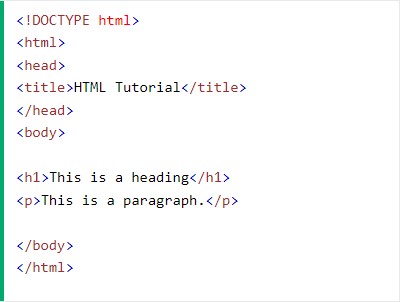 <!DOCTYPE html>
<html>
<head>
<title>HTML Tutorial</title>
</head>
<body>
<h1>This is a heading</h1>
<p>This is a paragraph.</p>
</body>
</html>